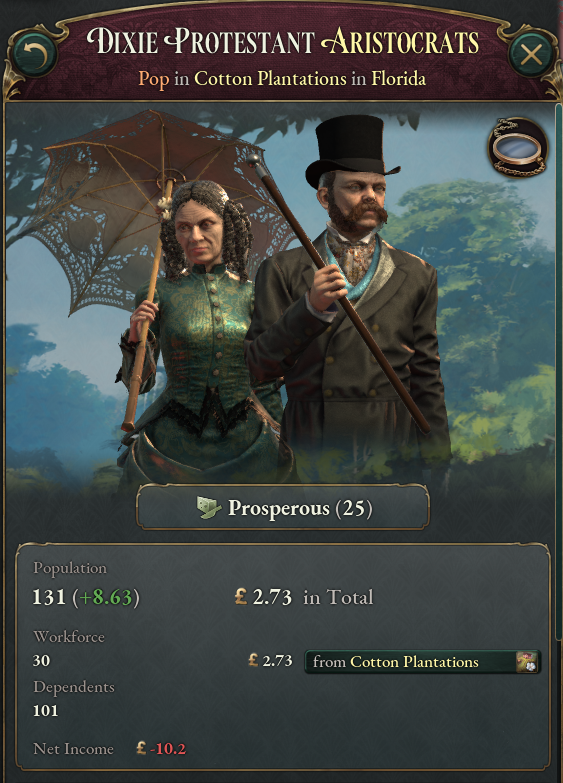 Dixie Protestant Aristocrats
Pop in Cotton Plantations in Florida
Prosperous (25)
Population
131 (+8.63)
£ 2.73 in Total
Workforce
30
£ 2.73 from Cotton Plantations
Dependents
101
Net Income £ -10.2